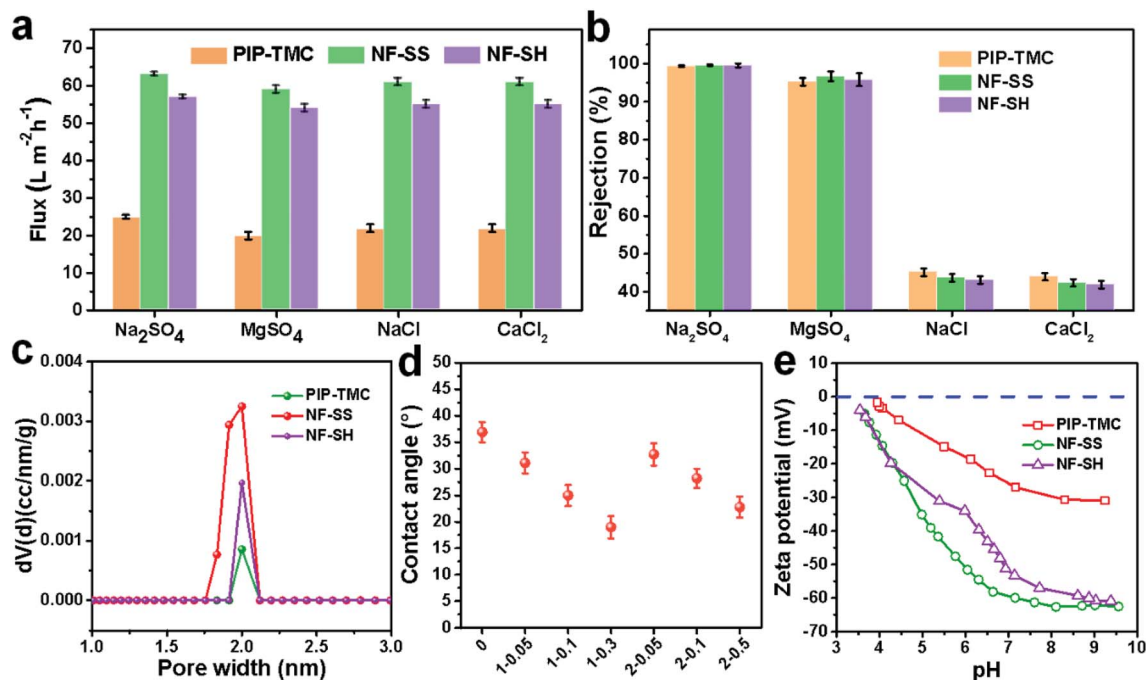 a
Flux (L m⁻²h⁻¹)
75
70
60
50
40
30
20
10
0
PIP-TMC NF-SS NF-SH
Na₂SO₄ MgSO₄ NaCl CaCl₂
b
Rejection (%)
100
90
80
50
40
PIP-TMC
NF-SS
NF-SH
Na₂SO₄ MgSO₄ NaCl CaCl₂
c
dV(d)(cc/nm/g)
0.004
0.003
0.002
0.001
0.000
PIP-TMC
NF-SS
NF-SH
1.0 1.5 2.0 2.5 3.0
Pore width (nm)
d
Contact angle (°)
50
45
40
35
30
25
20
15
10
5
0
0 1-0.05 1-0.1 1-0.3 2-0.05 2-0.1 2-0.5
e
Zeta potential (mV)
10
0
-10
-20
-30
-40
-50
-60
-70
PIP-TMC
NF-SS
NF-SH
3 4 5 6 7 8 9 10
pH